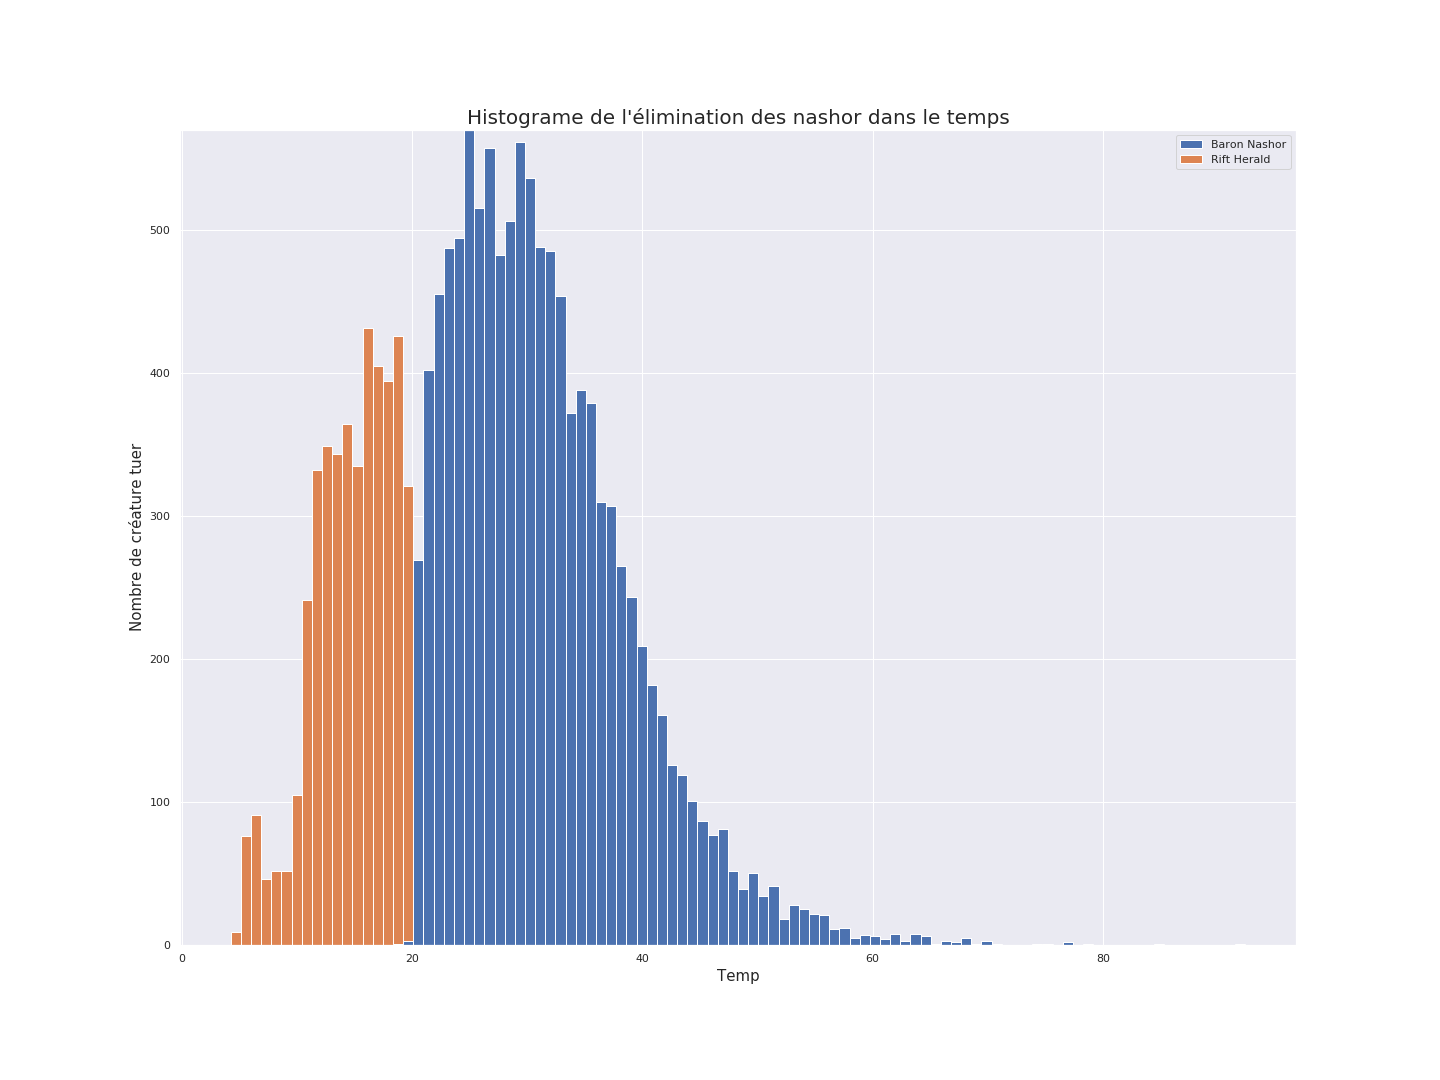 Histograme de l'élimination des nashor dans le temps
Baron Nashor
Rift Herald
Nombre de créature tuer
500
400
300
200
100
0
0 20 40 60 80
Temp